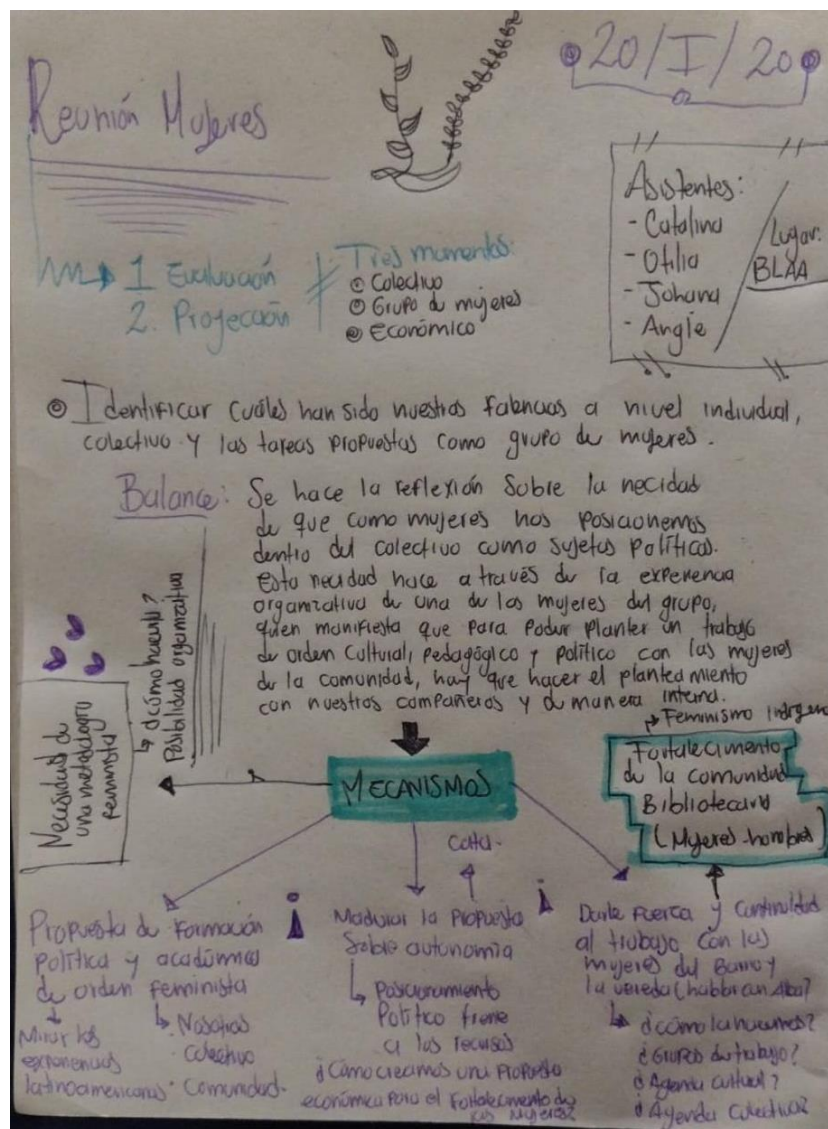 Reunión Mujeres
20/I/20
Asistentes:
- Catalina
- Otilia
- Johana
- Angie
Lugar:
BLAA
1 Evaluación
2. Proyección
Tres momentos:
Colectivo
Grupo de mujeres
Económico
Identificar cuáles han sido nuestras falencias a nivel individual,
colectivo y las tareas propuestas como grupo de mujeres.
Balance: Se hace la reflexión sobre la necidad
de que como mujeres nos posicionemos
dentro del colectivo como sujetas políticas.
esta necidad hace a través de la experiencia
organizativa de una de las mujeres del grupo,
quien manifiesta que para poder planter un trabajo
de orden cultural, pedagógico y político con las mujeres
de la comunidad, hay que hacer el planteamiento
con nuestros compañeros y de manera interna.
Necesidad de
una metodología
feminista
¿cómo hacerlo?
Posibilidad organizativa
MECANISMOS
Feminismo Indígena
Fortalecimiento
de la comunidad
Bibliotecaria
(Mujeres-hombres)
Propuesta de Formación
política y académica
de orden feminista
Mirar las
experiencias
latinoamericanas
Nosotras
Colectivo
Comunidad.
Cata.
Madurar la propuesta
Sobre autonomía
Posicionamiento
Político frente
a los recursos
¿Cómo creamos una propuesta
económica para el fortalecimiento de
las mujeres?
Darle fuerza y continuidad
al trabajo con las
mujeres del Barrio y
la vereda
¿cómo lo hacemos?
¿Grupos de trabajo?
¿Agenda cultural?
¿Agenda Colectiva?